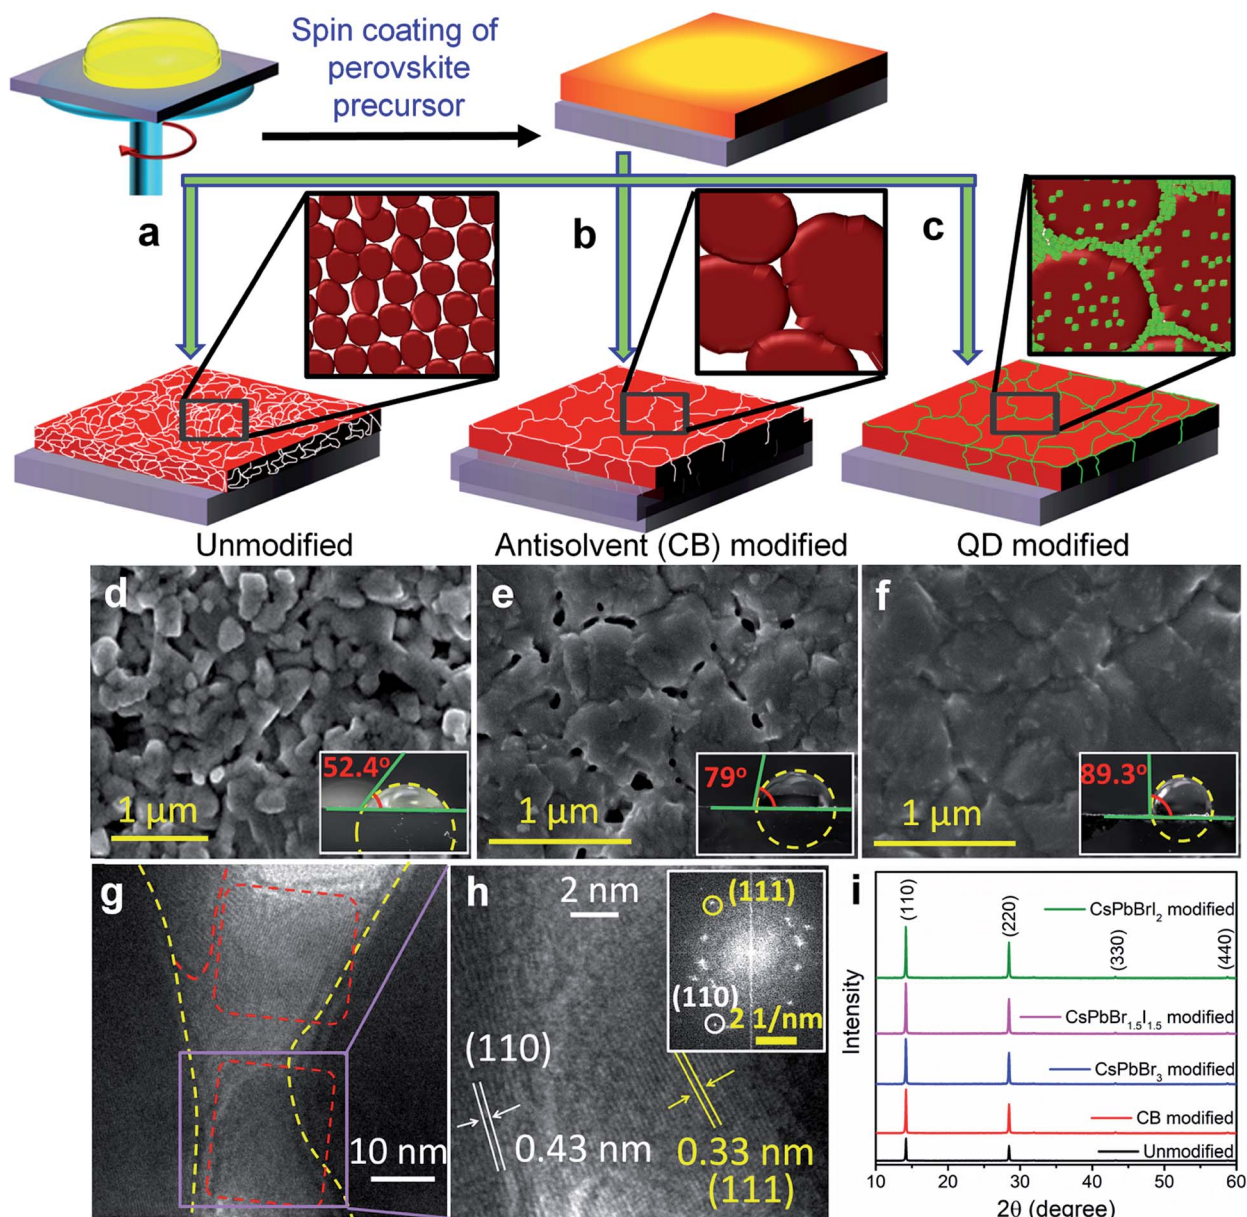 Spin coating of
perovskite
precursor
a
b
c
Unmodified
Antisolvent (CB) modified
QD modified
d
52.4°
1 µm
e
79°
1 µm
f
89.3°
1 µm
g
10 nm
h
2 nm
(111)
(110)
2 1/nm
(110)
0.43 nm
0.33 nm
(111)
i
(110)
(220)
(330)
(440)
CsPbBrI₂ modified
CsPbBr₁.₅I₁.₅ modified
CsPbBr₃ modified
CB modified
Unmodified
Intensity
10 20 30 40 50 60
2θ (degree)